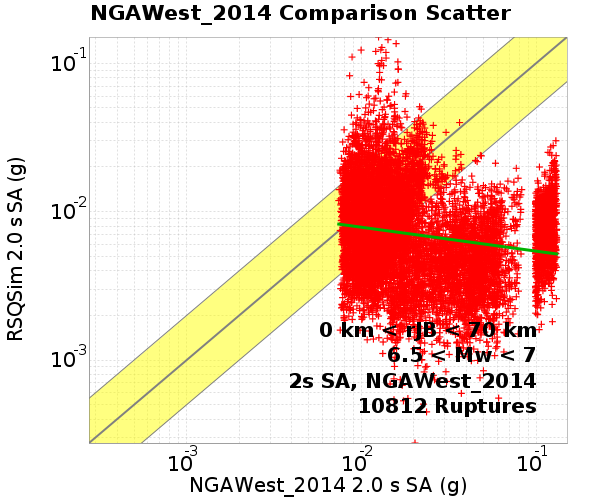 NGAWest_2014 Comparison Scatter
RSQSim 2.0 s SA (g)
10-1
10-2
10-3
0 km < rJB < 70 km
6.5 < Mw < 7
2s SA, NGAWest_2014
10812 Ruptures
10-3 10-2 10-1
NGAWest_2014 2.0 s SA (g)